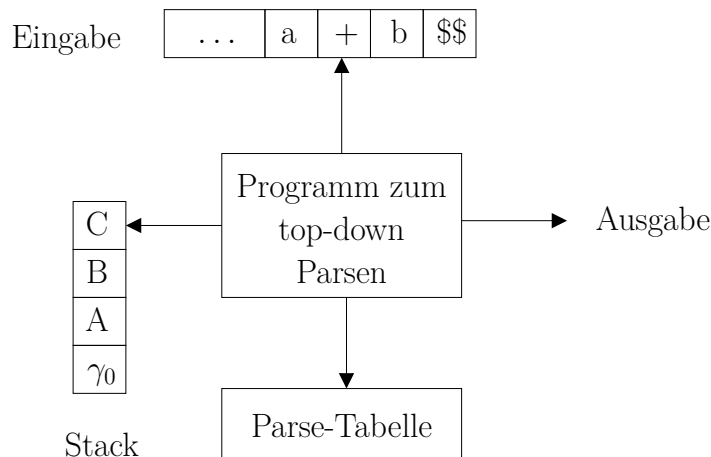 Eingabe ... a + b $$
Programm zum
top-down
Parsen
Ausgabe
C
B
A
γ₀
Stack
Parse-Tabelle